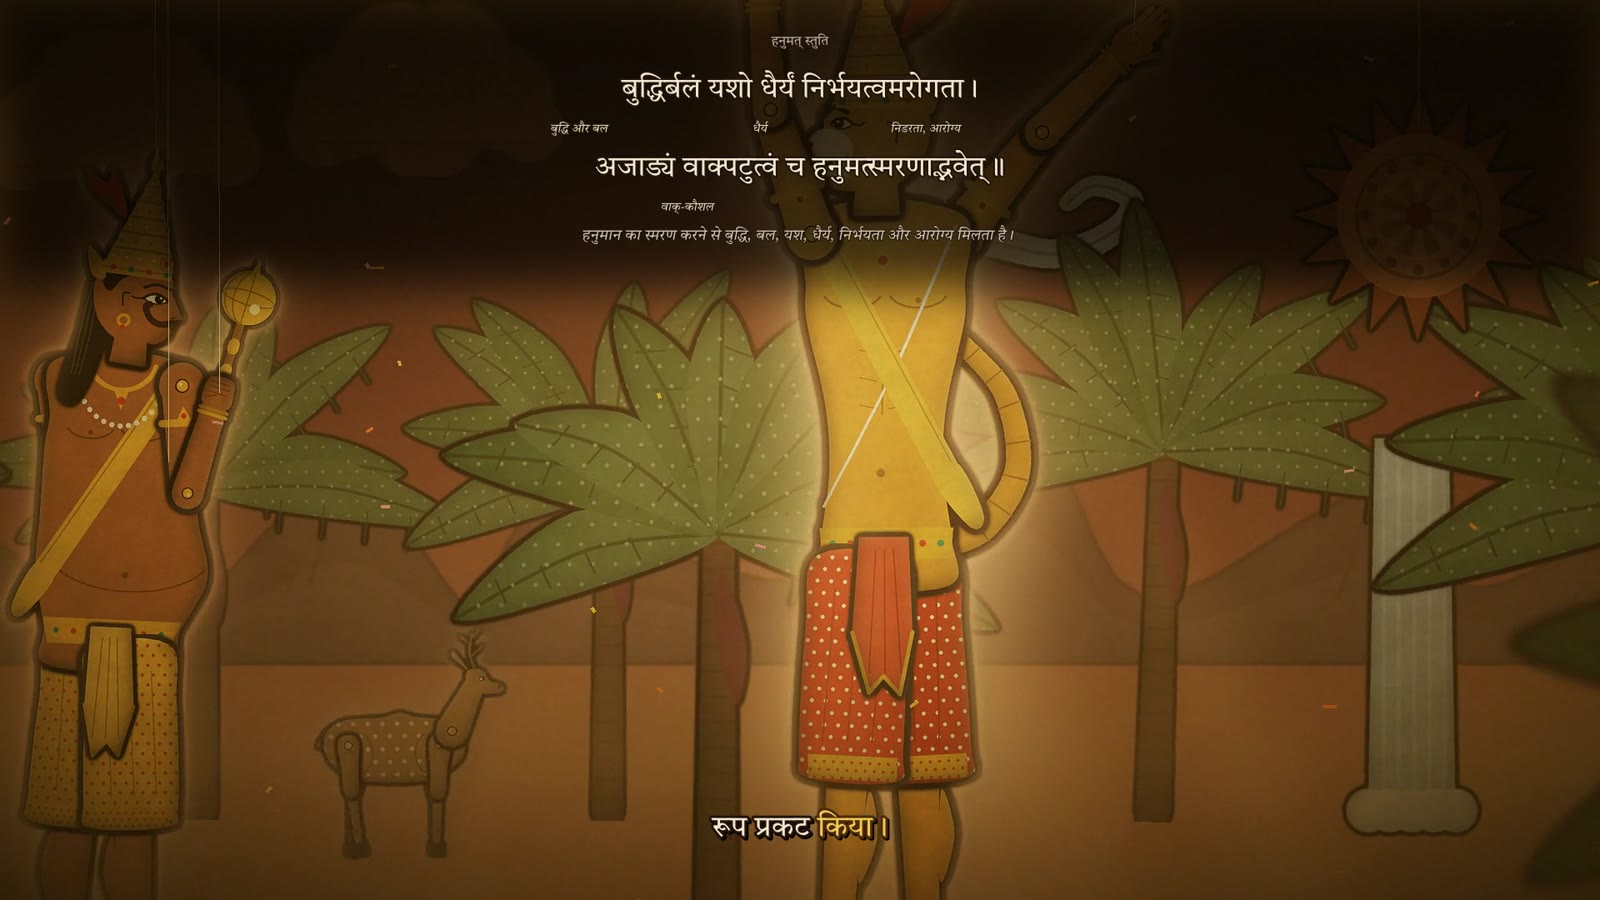 हनुमत् स्तुति
बुद्धिर्बलं यशो धैर्यं निर्भयत्वमरोगता।
बुद्धि और बल धैर्य निडरता, आरोग्य
अजाड्यं वाक्पटुत्वं च हनुमत्स्मरणाद्भवेत्॥
वाक्-कौशल
हनुमान का स्मरण करने से बुद्धि, बल, यश, धैर्य, निर्भयता और आरोग्य मिलता है।
रूप प्रकट किया।